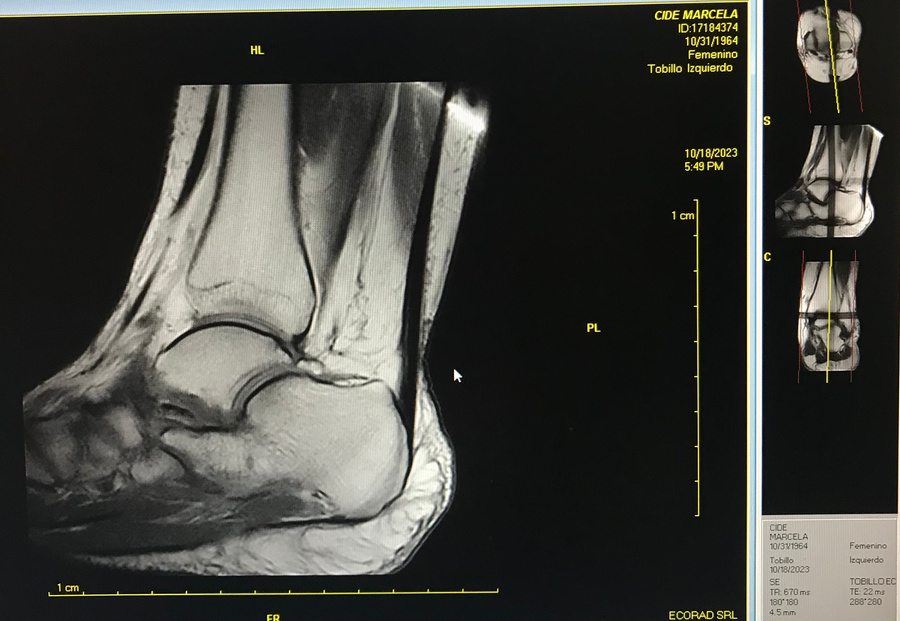 CIDE MARCELA
ID:17184374
10/31/1964
Femenino
Tobillo Izquierdo
HL
10/18/2023
5:49 PM
1 cm
PL
1 cm
ECORAD SRL
S
C
CIDE
MARCELA
10/31/1964 Femenino
Tobillo Izquierdo
10/18/2023
SE TOBILLO EC
TR: 670 ms TE: 22 ms
180*180 288*280
4.5 mm